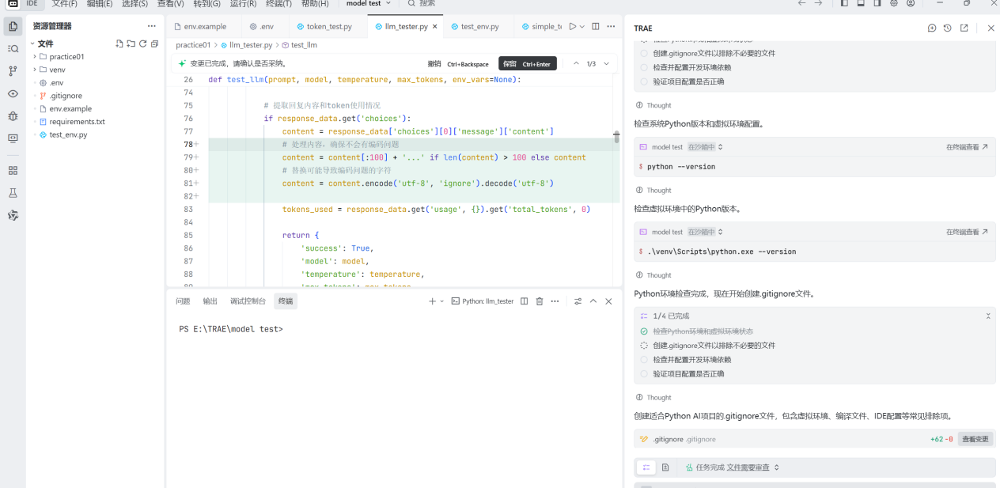 IDE 文件(F) 编辑(E) 选择(S) 查看(V) 转到(G) 运行(R) 终端(T) 帮助(H) model test 搜索
资源管理器
文件
practice01
venv
.env
.gitignore
env.example
requirements.txt
test_env.py
env.example .env token_test.py llm_tester.py test_env.py simple_te
practice01 > llm_tester.py > test_llm
变更已完成，请确认是否采纳。 撤销 Ctrl+Backspace 保留 Ctrl+Enter 1/3
26 def test_llm(prompt, model, temperature, max_tokens, env_vars=None):
74
75 # 提取回复内容和token使用情况
76 if response_data.get('choices'):
77 content = response_data['choices'][0]['message']['content']
78+ # 处理内容，确保不会有编码问题
79+ content = content[:100] + '...' if len(content) > 100 else content
80+ # 替换可能导致编码问题的字符
81+ content = content.encode('utf-8', 'ignore').decode('utf-8')
82+
83 tokens_used = response_data.get('usage', {}).get('total_tokens', 0)
84
85 return {
86 'success': True,
87 'model': model,
88 'temperature': temperature,
89 'max_tokens': max_tokens,
问题 输出 调试控制台 终端 Python: llm_tester
PS E:\TRAE\model test>
TRAE
检查Python环境和虚拟环境状态
创建.gitignore文件以排除不必要的文件
检查并配置开发环境依赖
验证项目配置是否正确
Thought
检查系统Python版本和虚拟环境配置。
model test 在沙箱中 在终端查看
$ python --version
Thought
检查虚拟环境中的Python版本。
model test 在沙箱中 在终端查看
$ .\venv\Scripts\python.exe --version
Thought
Python环境检查完成，现在开始创建.gitignore文件。
1/4 已完成
检查Python环境和虚拟环境状态
创建.gitignore文件以排除不必要的文件
检查并配置开发环境依赖
验证项目配置是否正确
Thought
创建适合Python AI项目的.gitignore文件，包含虚拟环境、编译文件、IDE配置等常见排除项。
.gitignore .gitignore +62 -0 查看变更
任务完成 文件需要审查